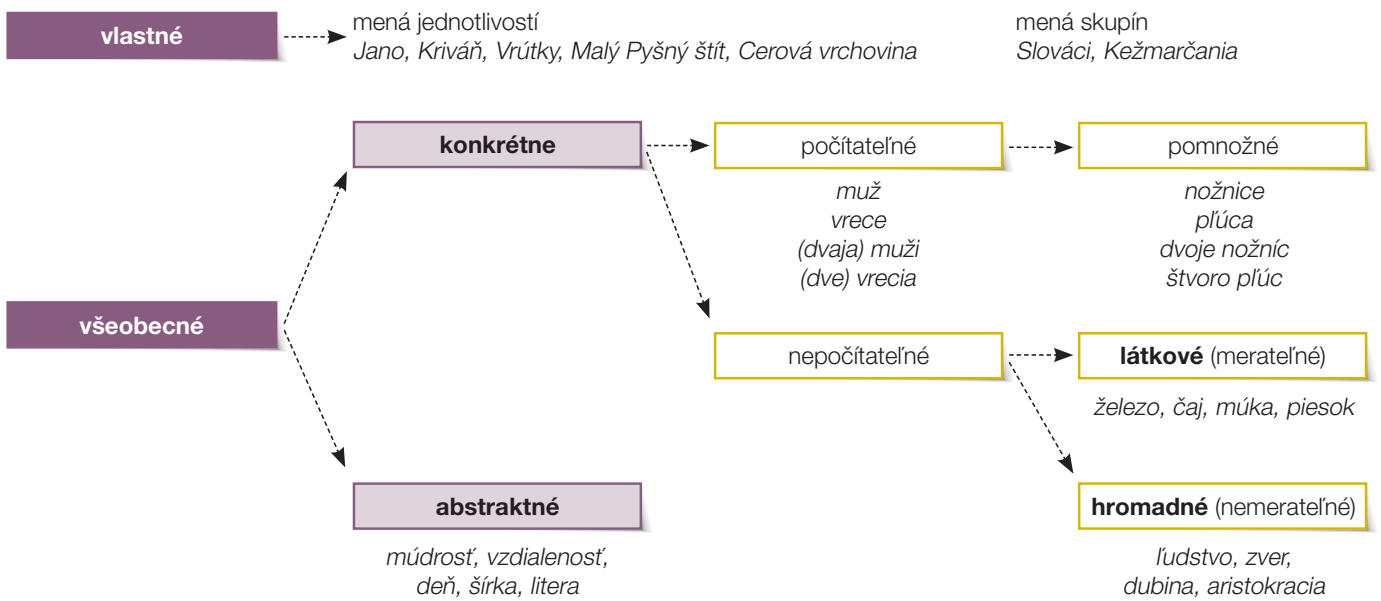 vlastné
mená jednotlivostí
Jano, Kriváň, Vrútky, Malý Pyšný štít, Cerová vrchovina
mená skupín
Slováci, Kežmarčania
konkrétne
počítateľné
muž
vrece
(dvaja) muži
(dve) vrecia
pomnožné
nožnice
pľúca
dvoje nožníc
štvoro pľúc
všeobecné
nepočítateľné
látkové (merateľné)
železo, čaj, múka, piesok
abstraktné
múdrosť, vzdialenosť,
deň, šírka, litera
hromadné (nemerateľné)
ľudstvo, zver,
dubina, aristokracia